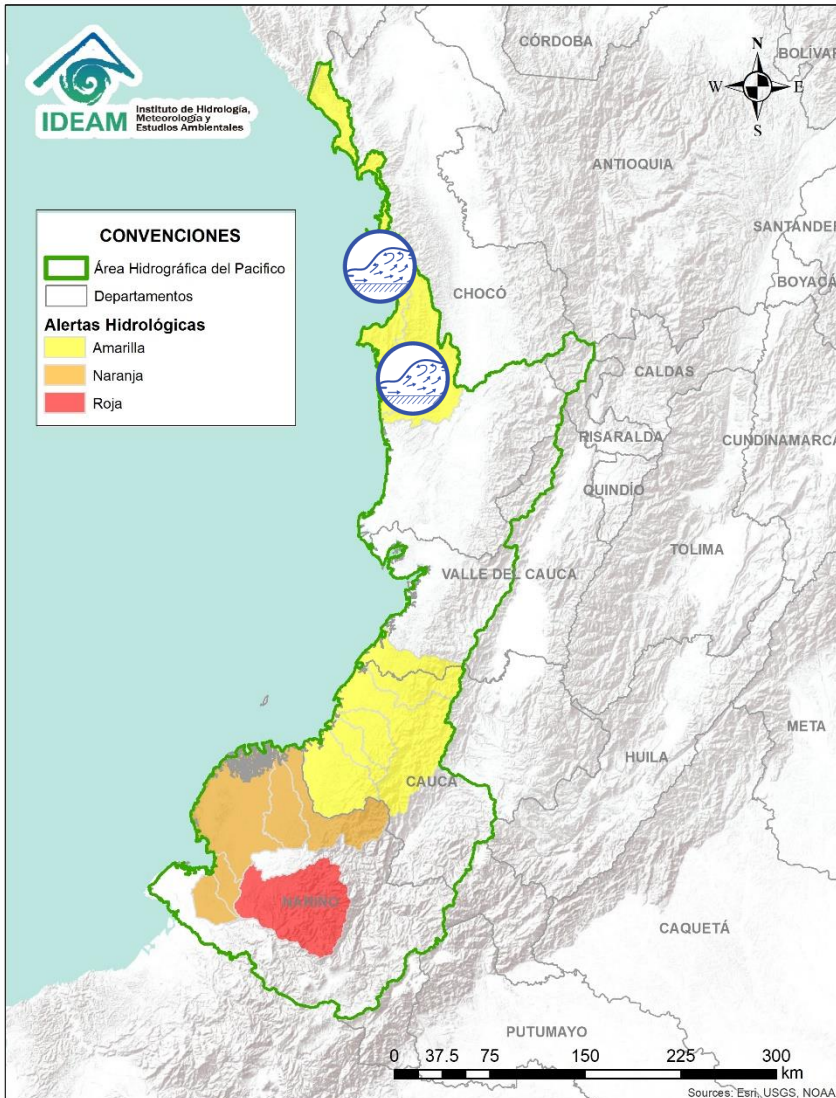 IDEAM
Instituto de Hidrología,
Meteorología y
Estudios Ambientales
N
W
E
S
CÓRDOBA
BOLÍVAR
ANTIOQUIA
SANTANDER
BOYACÁ
CHOCÓ
CALDAS
RISARALDA
CUNDINAMARCA
QUINDÍO
TOLIMA
VALLE DEL CAUCA
META
HUILA
CAUCA
NARIÑO
CAQUETÁ
PUTUMAYO
CONVENCIONES
Área Hidrográfica del Pacifico
Departamentos
Alertas Hidrológicas
Amarilla
Naranja
Roja
0 37.5 75 150 225 300
km
Sources: Esri, USGS, NOAA